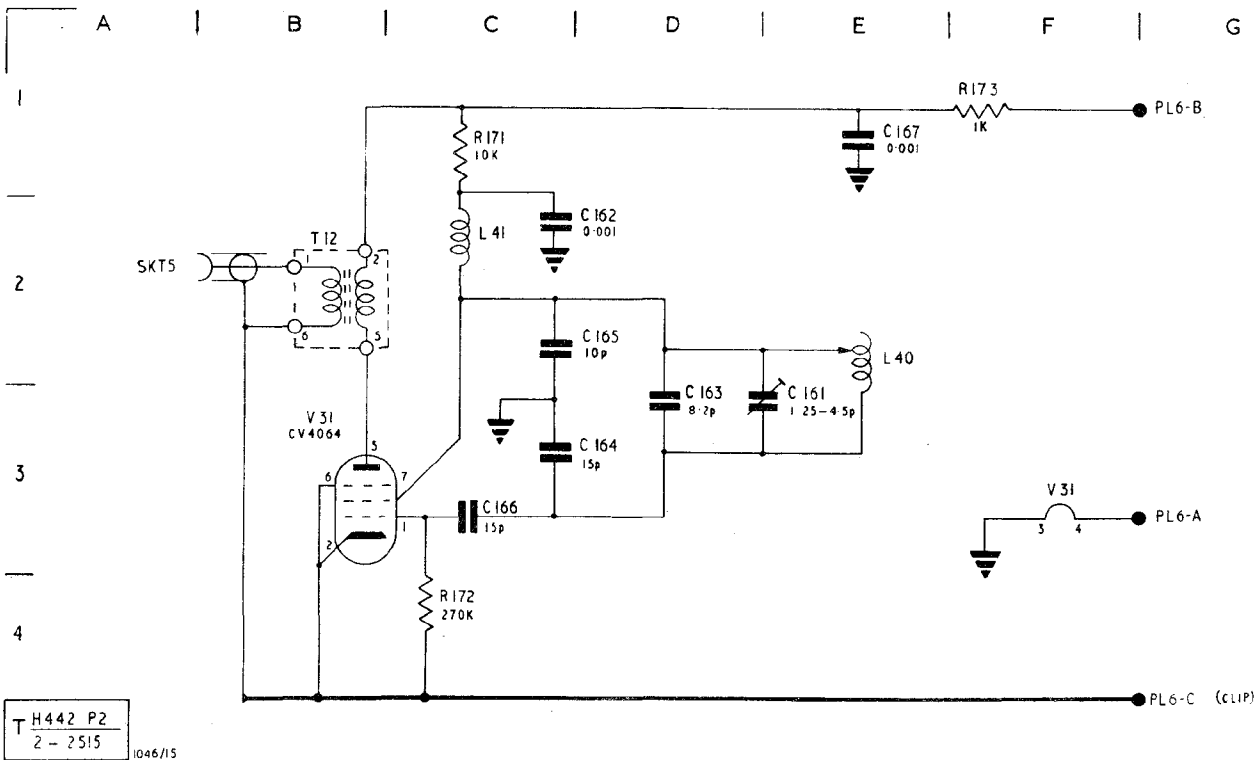 A | B | C | D | E | F | G
1
R173
1K
PL6-B
R171
10K
C167
0·001
C162
0·001
L41
T12
1
2
SKT5
2
6
5
C165
10p
L40
C163
8·2p
C161
1·25–4·5p
V31
CV4064
5
C164
15p
3
6
7
C166
15p
1
2
V31
3
4
PL6-A
R172
270K
4
PL6-C (CLIP)
T H442 P2
2 – 2515
1046/15